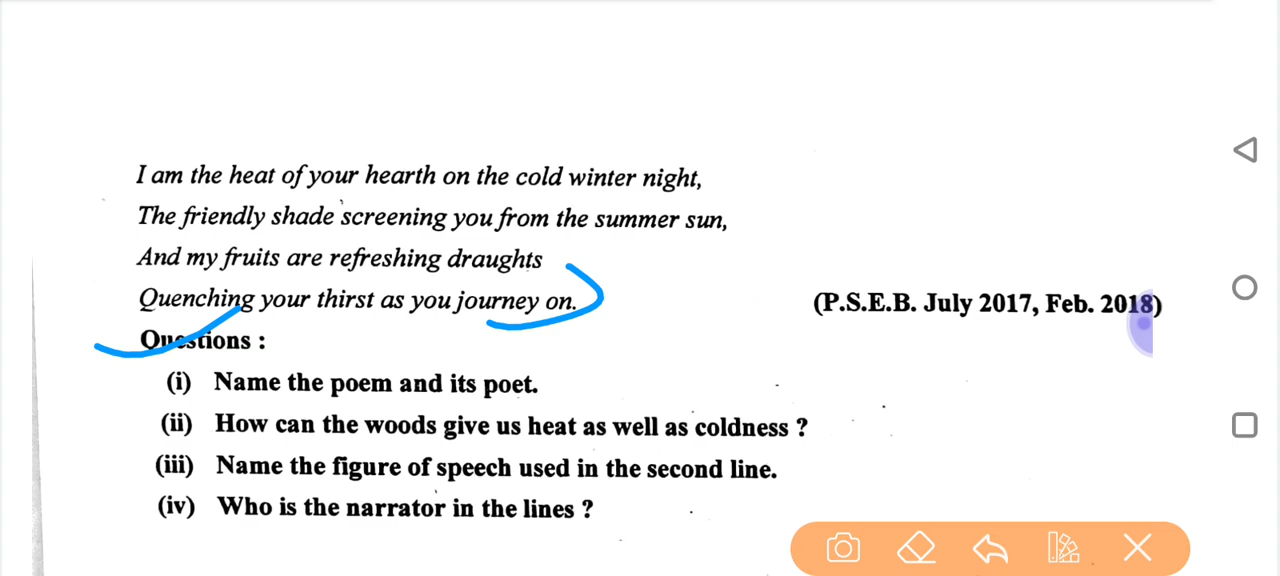 I am the heat of your hearth on the cold winter night,
The friendly shade screening you from the summer sun,
And my fruits are refreshing draughts
Quenching your thirst as you journey on.
(P.S.E.B. July 2017, Feb. 2018)
Questions :
(i) Name the poem and its poet.
(ii) How can the woods give us heat as well as coldness ?
(iii) Name the figure of speech used in the second line.
(iv) Who is the narrator in the lines ?